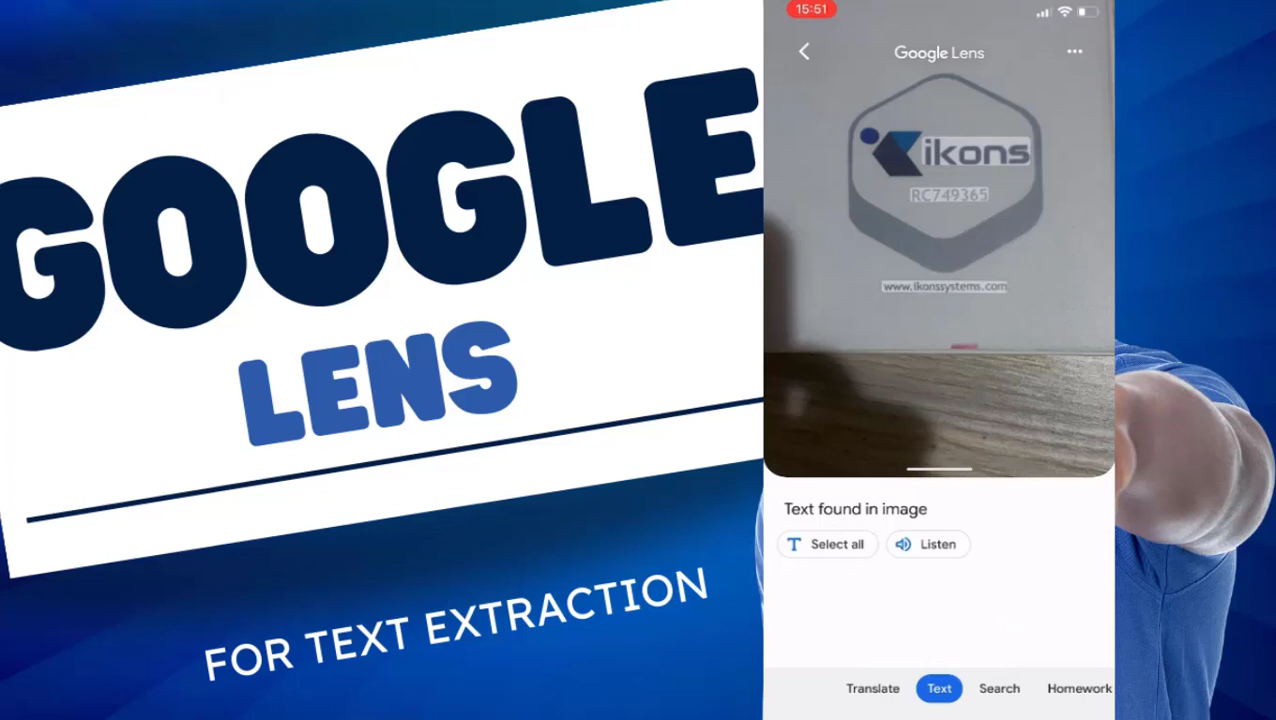 GOOGLE
LENS
FOR TEXT EXTRACTION
15:51
Google Lens
ikons
RC749365
www.ikonssystems.com
Text found in image
Select all
Listen
Translate
Text
Search
Homework